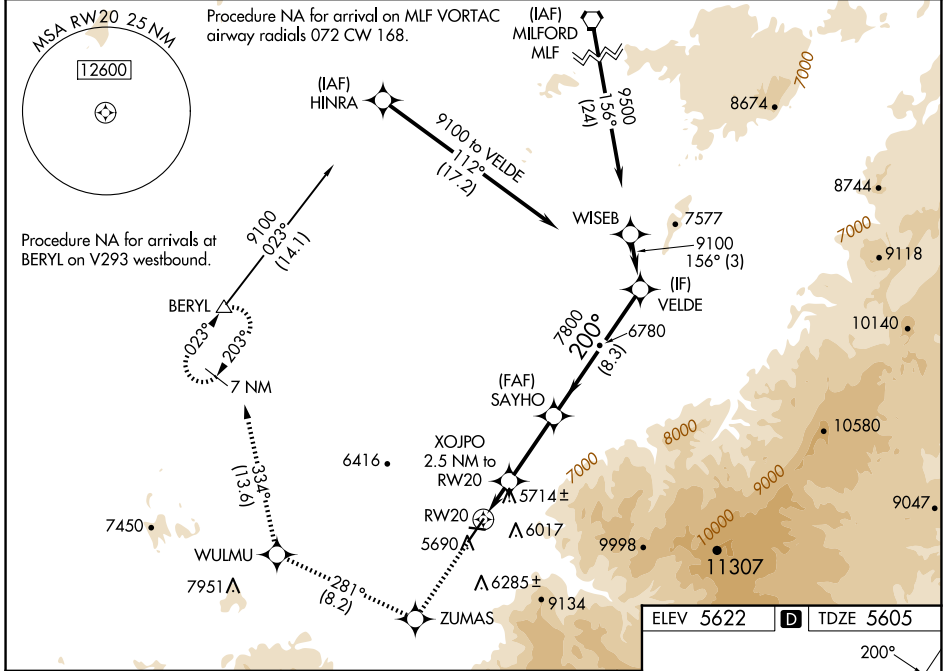 MSA RW20 25 NM
12600
Procedure NA for arrival on MLF VORTAC
airway radials 072 CW 168.
(IAF)
MILFORD
MLF
9500
156°
(24)
7000
8674
(IAF)
HINRA
9100 to VELDE
112°
(17.2)
8744
7000
9118
WISEB
7577
9100
156° (3)
(IF)
VELDE
Procedure NA for arrivals at
BERYL on V293 westbound.
9100
023°
(14.1)
BERYL
023°
203°
7 NM
7800
200°
(8.3)
6780
10140
(FAF)
SAYHO
10580
8000
9000
7000
XOJPO
2.5 NM to
RW20
6416
5714±
9047
RW20
6017
5690
10000
9998
11307
334°
(13.6)
7450
WULMU
7951
281°
(8.2)
6285±
9134
ZUMAS
ELEV 5622
D
TDZE 5605
200°